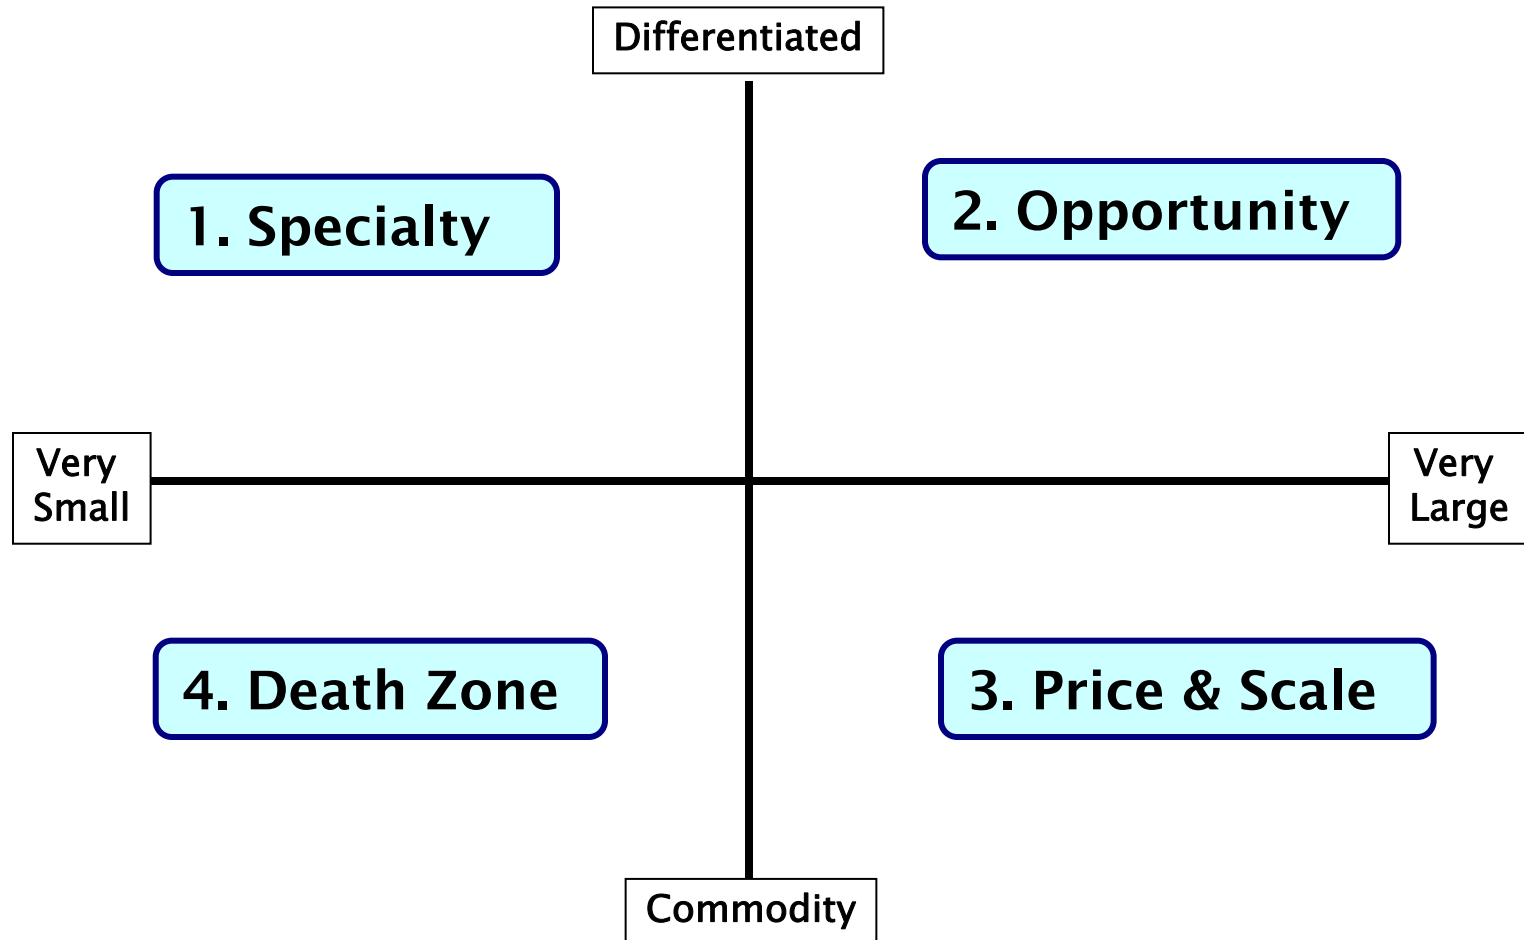 Differentiated
1. Specialty
2. Opportunity
Very
Small
Very
Large
4. Death Zone
3. Price & Scale
Commodity